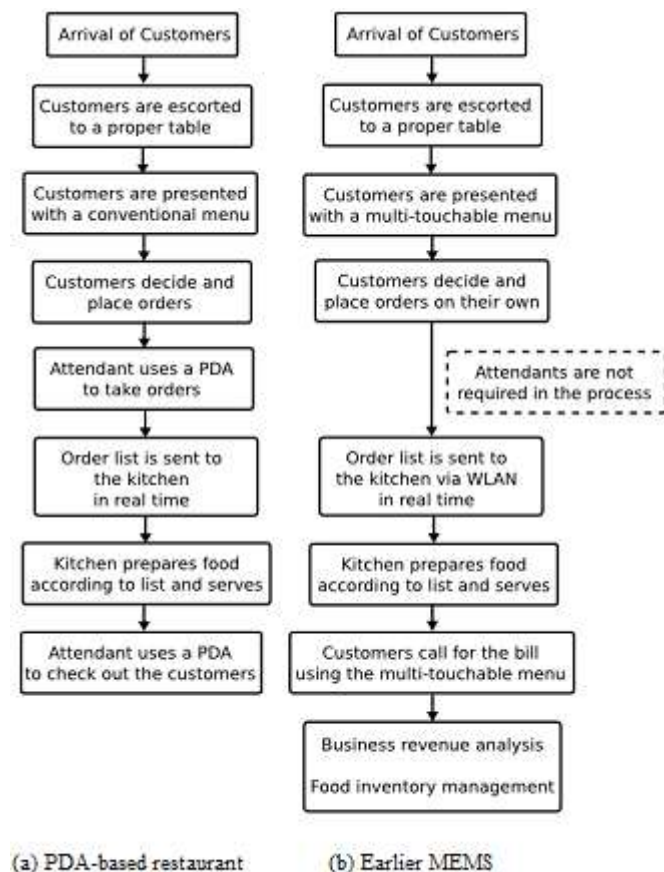 Arrival of Customers
Customers are escorted
to a proper table
Customers are presented
with a conventional menu
Customers decide and
place orders
Attendant uses a PDA
to take orders
Order list is sent to
the kitchen
in real time
Kitchen prepares food
according to list and serves
Attendant uses a PDA
to check out the customers
(a) PDA-based restaurant
Arrival of Customers
Customers are escorted
to a proper table
Customers are presented
with a multi-touchable menu
Customers decide and
place orders on their own
Attendants are not
required in the process
Order list is sent to
the kitchen via WLAN
in real time
Kitchen prepares food
according to list and serves
Customers call for the bill
using the multi-touchable menu
Business revenue analysis
Food inventory management
(b) Earlier MEMS